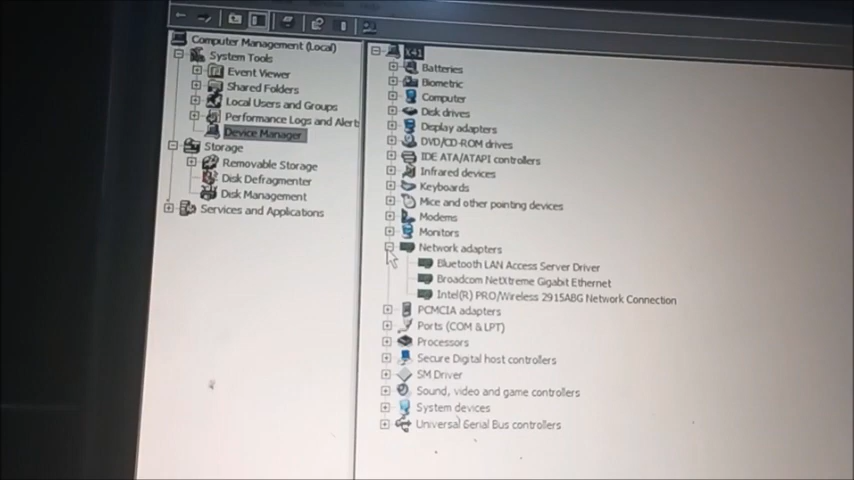 Computer Management (Local)
System Tools
Event Viewer
Shared Folders
Local Users and Groups
Performance Logs and Alerts
Device Manager
Storage
Removable Storage
Disk Defragmenter
Disk Management
Services and Applications
X41
Batteries
Biometric
Computer
Disk drives
Display adapters
DVD/CD-ROM drives
IDE ATA/ATAPI controllers
Infrared devices
Keyboards
Mice and other pointing devices
Modems
Monitors
Network adapters
Bluetooth LAN Access Server Driver
Broadcom NetXtreme Gigabit Ethernet
Intel(R) PRO/Wireless 2915ABG Network Connection
PCMCIA adapters
Ports (COM & LPT)
Processors
Secure Digital host controllers
SM Driver
Sound, video and game controllers
System devices
Universal Serial Bus controllers